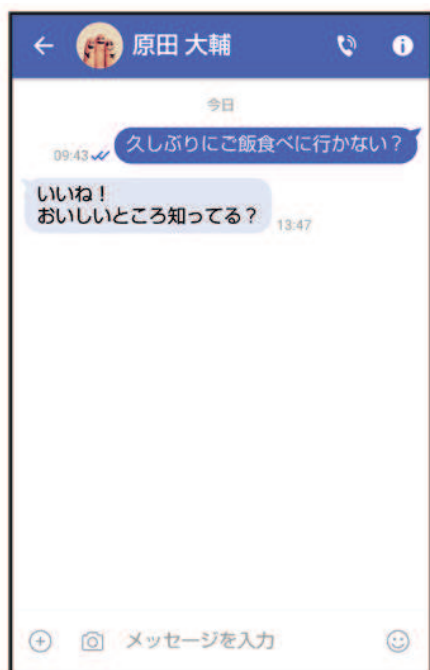 原田 大輔
今日
久しぶりにご飯食べに行かない？
09:43
いいね！
おいしいところ知ってる？
13:47
メッセージを入力